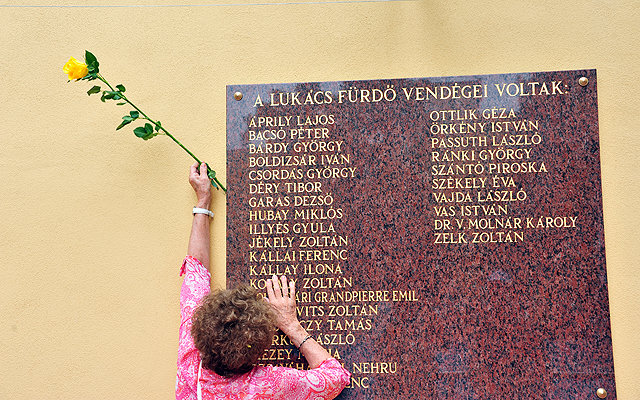 A LUKÁCS FÜRDŐ VENDÉGEI VOLTAK:
ÁPRILY LAJOS
BACSÓ PÉTER
BÁRDY GYÖRGY
BOLDIZSÁR IVÁN
CSORDÁS GYÖRGY
DÉRY TIBOR
GARAS DEZSŐ
HUBAY MIKLÓS
ILLYÉS GYULA
JÉKELY ZOLTÁN
KÁLLAI FERENC
KÁLLAY ILONA
ZOLTÁN
GRANDPIERRE EMIL
ZOLTÁN
TAMÁS
LÁSZLÓ
NEHRU
OTTLIK GÉZA
ÖRKÉNY ISTVÁN
PASSUTH LÁSZLÓ
RÁNKI GYÖRGY
SZÁNTÓ PIROSKA
SZÉKELY ÉVA
VAJDA LÁSZLÓ
VAS ISTVÁN
DR. V. MOLNÁR KÁROLY
ZELK ZOLTÁN